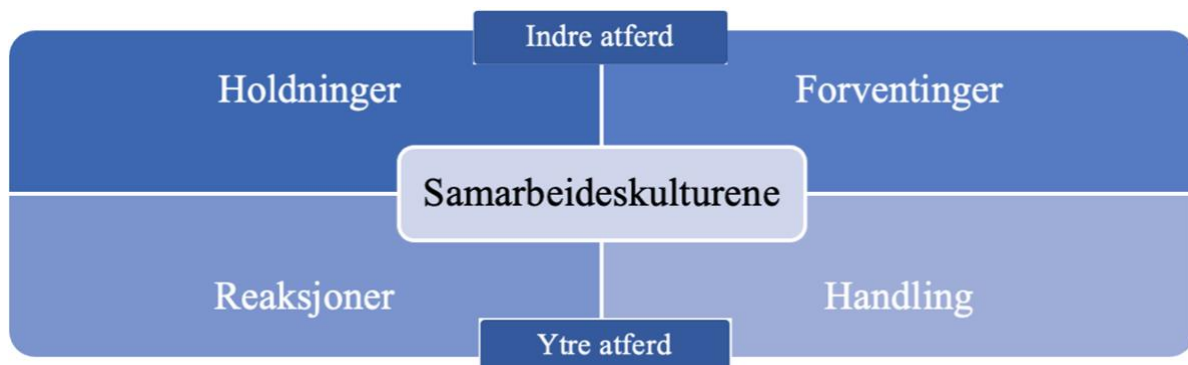 Indre atferd
Holdninger
Forventinger
Samarbeideskulturene
Reaksjoner
Handling
Ytre atferd